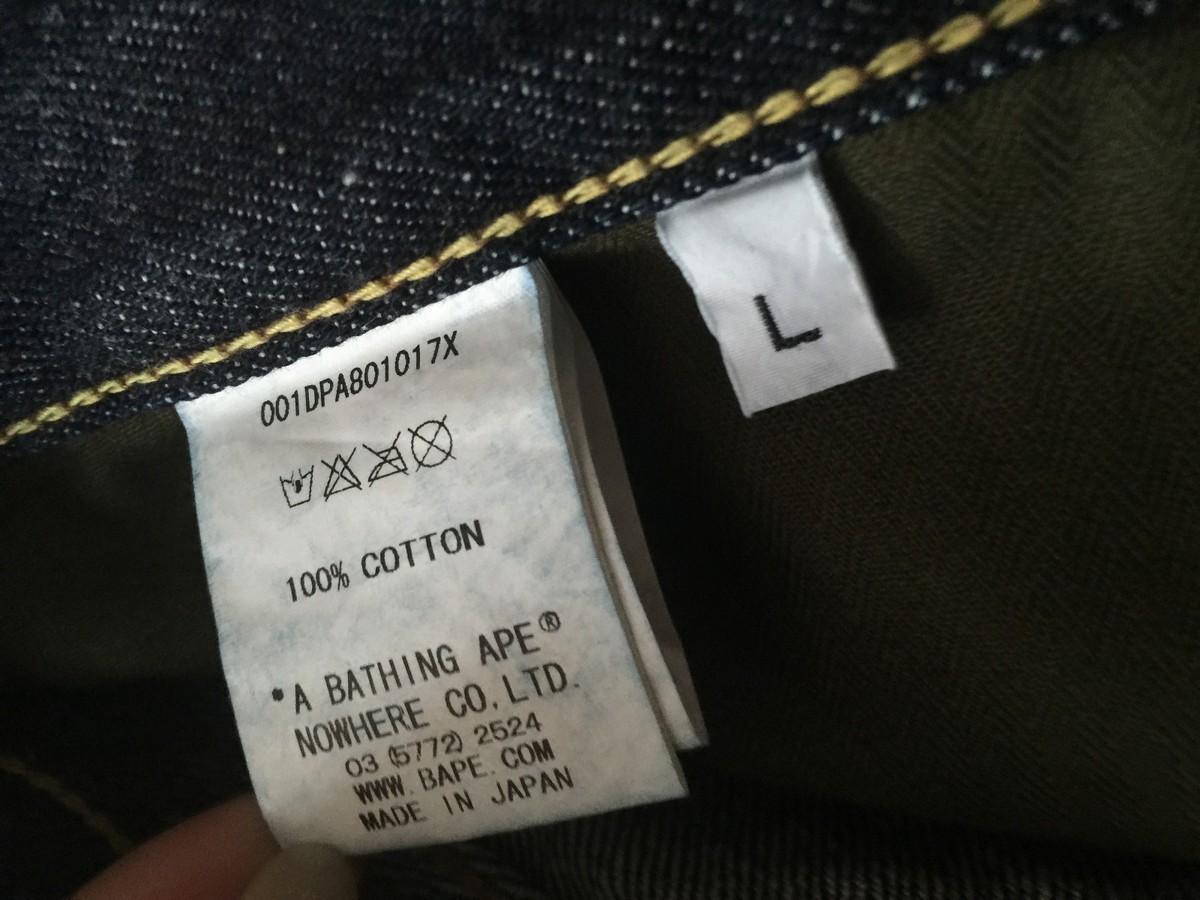 001DPA801017X
100% COTTON
*A BATHING APE®
NOWHERE CO.,LTD.
03 (5772) 2524
WWW.BAPE.COM
MADE IN JAPAN
L